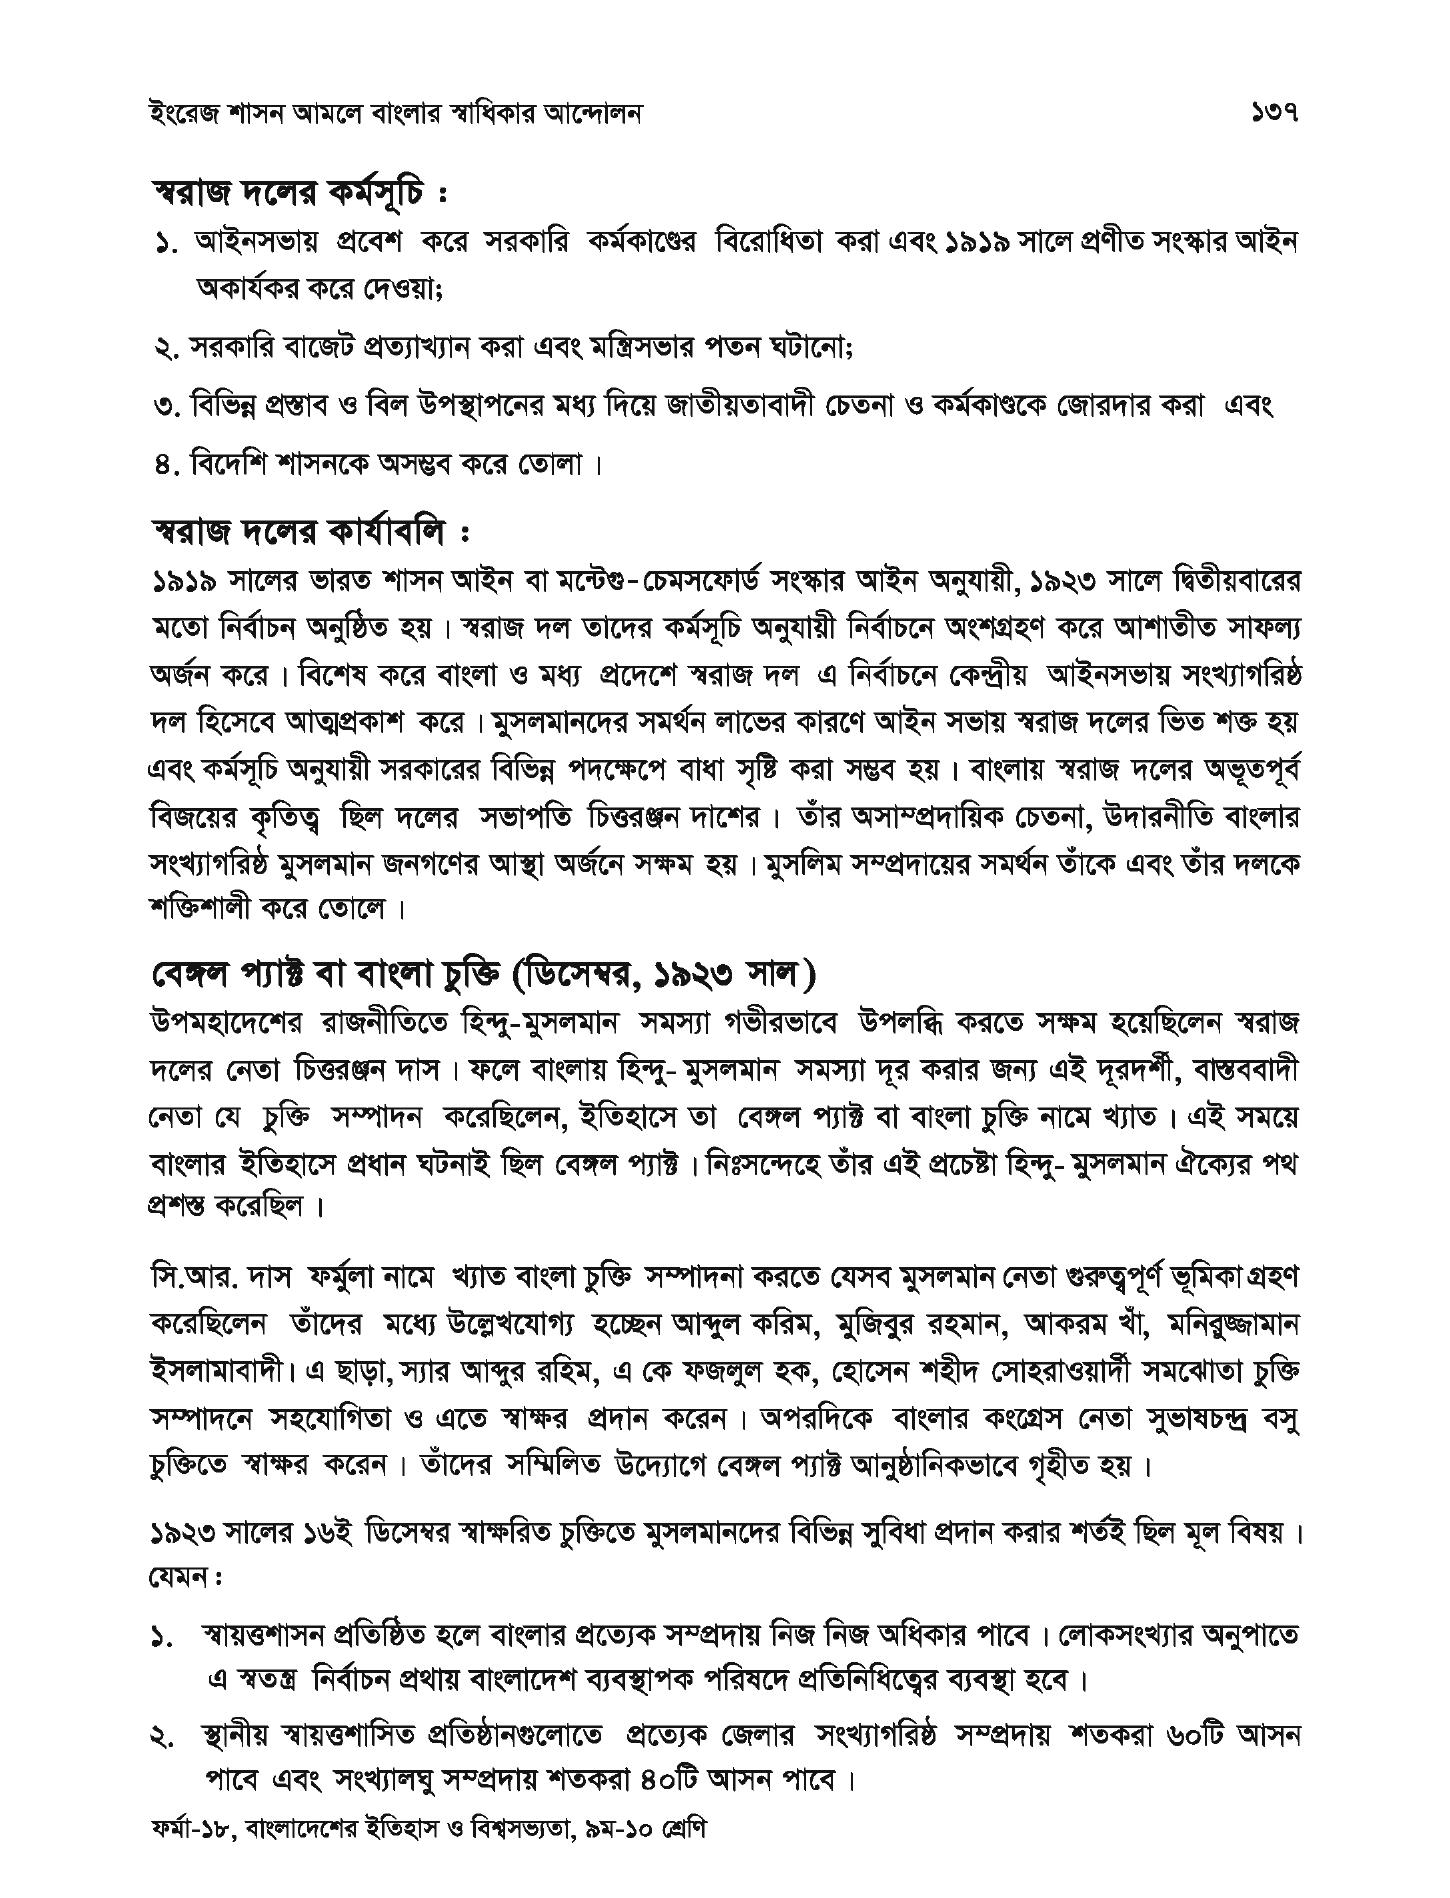 ইংরেজ শাসন আমলে বাংলার স্বাধিকার আন্দোলন ১৩৭
স্বরাজ দলের কর্মসূচি :
১. আইনসভায় প্রবেশ করে সরকারি কর্মকাণ্ডের বিরোধিতা করা এবং ১৯১৯ সালে প্রণীত সংস্কার আইন
অকার্যকর করে দেওয়া;
২. সরকারি বাজেট প্রত্যাখ্যান করা এবং মন্ত্রিসভার পতন ঘটানো;
৩. বিভিন্ন প্রস্তাব ও বিল উপস্থাপনের মধ্য দিয়ে জাতীয়তাবাদী চেতনা ও কর্মকাণ্ডকে জোরদার করা এবং
৪. বিদেশি শাসনকে অসম্ভব করে তোলা ।
স্বরাজ দলের কার্যাবলি :
১৯১৯ সালের ভারত শাসন আইন বা মন্টেগু-চেমসফোর্ড সংস্কার আইন অনুযায়ী, ১৯২৩ সালে দ্বিতীয়বারের
মতো নির্বাচন অনুষ্ঠিত হয় । স্বরাজ দল তাদের কর্মসূচি অনুযায়ী নির্বাচনে অংশগ্রহণ করে আশাতীত সাফল্য
অর্জন করে । বিশেষ করে বাংলা ও মধ্য প্রদেশে স্বরাজ দল এ নির্বাচনে কেন্দ্রীয় আইনসভায় সংখ্যাগরিষ্ঠ
দল হিসেবে আত্মপ্রকাশ করে । মুসলমানদের সমর্থন লাভের কারণে আইন সভায় স্বরাজ দলের ভিত শক্ত হয়
এবং কর্মসূচি অনুযায়ী সরকারের বিভিন্ন পদক্ষেপে বাধা সৃষ্টি করা সম্ভব হয় । বাংলায় স্বরাজ দলের অভূতপূর্ব
বিজয়ের কৃতিত্ব ছিল দলের সভাপতি চিত্তরঞ্জন দাশের । তাঁর অসাম্প্রদায়িক চেতনা, উদারনীতি বাংলার
সংখ্যাগরিষ্ঠ মুসলমান জনগণের আস্থা অর্জনে সক্ষম হয় । মুসলিম সম্প্রদায়ের সমর্থন তাঁকে এবং তাঁর দলকে
শক্তিশালী করে তোলে ।
বেঙ্গল প্যাক্ট বা বাংলা চুক্তি (ডিসেম্বর, ১৯২৩ সাল)
উপমহাদেশের রাজনীতিতে হিন্দু-মুসলমান সমস্যা গভীরভাবে উপলব্ধি করতে সক্ষম হয়েছিলেন স্বরাজ
দলের নেতা চিত্তরঞ্জন দাস । ফলে বাংলায় হিন্দু- মুসলমান সমস্যা দূর করার জন্য এই দূরদর্শী, বাস্তববাদী
নেতা যে চুক্তি সম্পাদন করেছিলেন, ইতিহাসে তা বেঙ্গল প্যাক্ট বা বাংলা চুক্তি নামে খ্যাত । এই সময়ে
বাংলার ইতিহাসে প্রধান ঘটনাই ছিল বেঙ্গল প্যাক্ট । নিঃসন্দেহে তাঁর এই প্রচেষ্টা হিন্দু- মুসলমান ঐক্যের পথ
প্রশস্ত করেছিল ।
সি.আর. দাস ফর্মুলা নামে খ্যাত বাংলা চুক্তি সম্পাদনা করতে যেসব মুসলমান নেতা গুরুত্বপূর্ণ ভূমিকা গ্রহণ
করেছিলেন তাঁদের মধ্যে উল্লেখযোগ্য হচ্ছেন আব্দুল করিম, মুজিবুর রহমান, আকরম খাঁ, মনিরুজ্জামান
ইসলামাবাদী। এ ছাড়া, স্যার আব্দুর রহিম, এ কে ফজলুল হক, হোসেন শহীদ সোহরাওয়ার্দী সমঝোতা চুক্তি
সম্পাদনে সহযোগিতা ও এতে স্বাক্ষর প্রদান করেন । অপরদিকে বাংলার কংগ্রেস নেতা সুভাষচন্দ্র বসু
চুক্তিতে স্বাক্ষর করেন । তাঁদের সম্মিলিত উদ্যোগে বেঙ্গল প্যাক্ট আনুষ্ঠানিকভাবে গৃহীত হয় ।
১৯২৩ সালের ১৬ই ডিসেম্বর স্বাক্ষরিত চুক্তিতে মুসলমানদের বিভিন্ন সুবিধা প্রদান করার শর্তই ছিল মূল বিষয় ।
যেমন :
১. স্বায়ত্তশাসন প্রতিষ্ঠিত হলে বাংলার প্রত্যেক সম্প্রদায় নিজ নিজ অধিকার পাবে । লোকসংখ্যার অনুপাতে
এ স্বতন্ত্র নির্বাচন প্রথায় বাংলাদেশ ব্যবস্থাপক পরিষদে প্রতিনিধিত্বের ব্যবস্থা হবে ।
২. স্থানীয় স্বায়ত্তশাসিত প্রতিষ্ঠানগুলোতে প্রত্যেক জেলার সংখ্যাগরিষ্ঠ সম্প্রদায় শতকরা ৬০টি আসন
পাবে এবং সংখ্যালঘু সম্প্রদায় শতকরা ৪০টি আসন পাবে ।
ফর্মা-১৮, বাংলাদেশের ইতিহাস ও বিশ্বসভ্যতা, ৯ম-১০ শ্রেণি